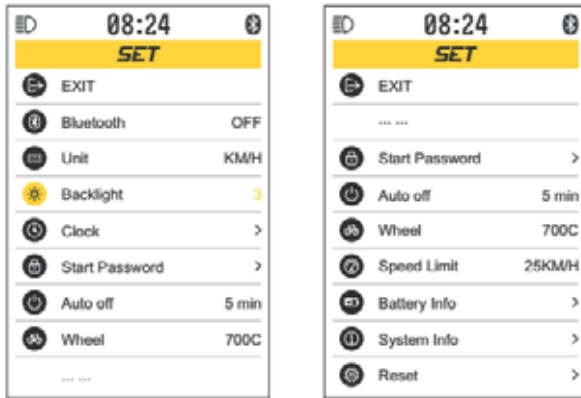 08:24
SET
EXIT
Bluetooth OFF
Unit KM/H
Backlight 3
Clock >
Start Password >
Auto off 5 min
Wheel 700C
... ...
08:24
SET
EXIT
... ...
Start Password >
Auto off 5 min
Wheel 700C
Speed Limit 25KM/H
Battery Info >
System Info >
Reset >